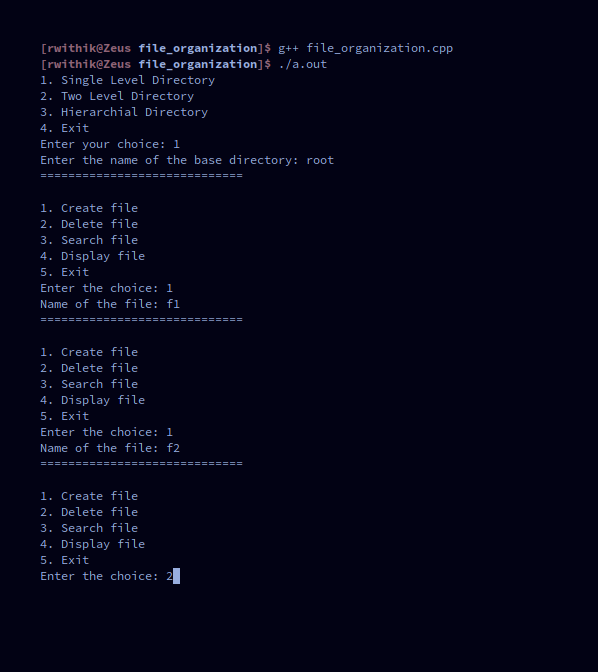 [rwithik@Zeus file_organization]$ g++ file_organization.cpp
[rwithik@Zeus file_organization]$ ./a.out
1. Single Level Directory
2. Two Level Directory
3. Hierarchial Directory
4. Exit
Enter your choice: 1
Enter the name of the base directory: root
=============================
1. Create file
2. Delete file
3. Search file
4. Display file
5. Exit
Enter the choice: 1
Name of the file: f1
=============================
1. Create file
2. Delete file
3. Search file
4. Display file
5. Exit
Enter the choice: 1
Name of the file: f2
=============================
1. Create file
2. Delete file
3. Search file
4. Display file
5. Exit
Enter the choice: 2